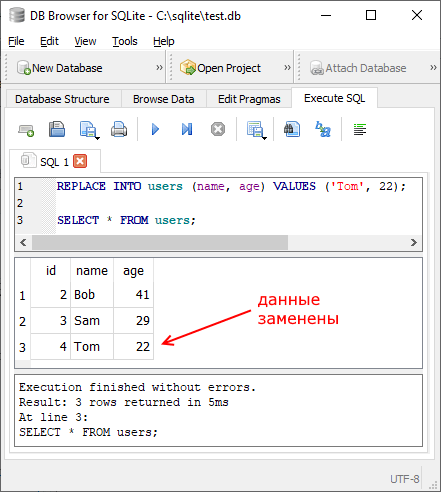 DB Browser for SQLite - C:\sqlite\test.db
File Edit View Tools Help
New Database » Open Project » Attach Database »
Database Structure Browse Data Edit Pragmas Execute SQL
SQL 1
1 REPLACE INTO users (name, age) VALUES ('Tom', 22);
2
3 SELECT * FROM users;
id name age
1 2 Bob 41
2 3 Sam 29
3 4 Tom 22
данные
заменены
Execution finished without errors.
Result: 3 rows returned in 5ms
At line 3:
SELECT * FROM users;
UTF-8